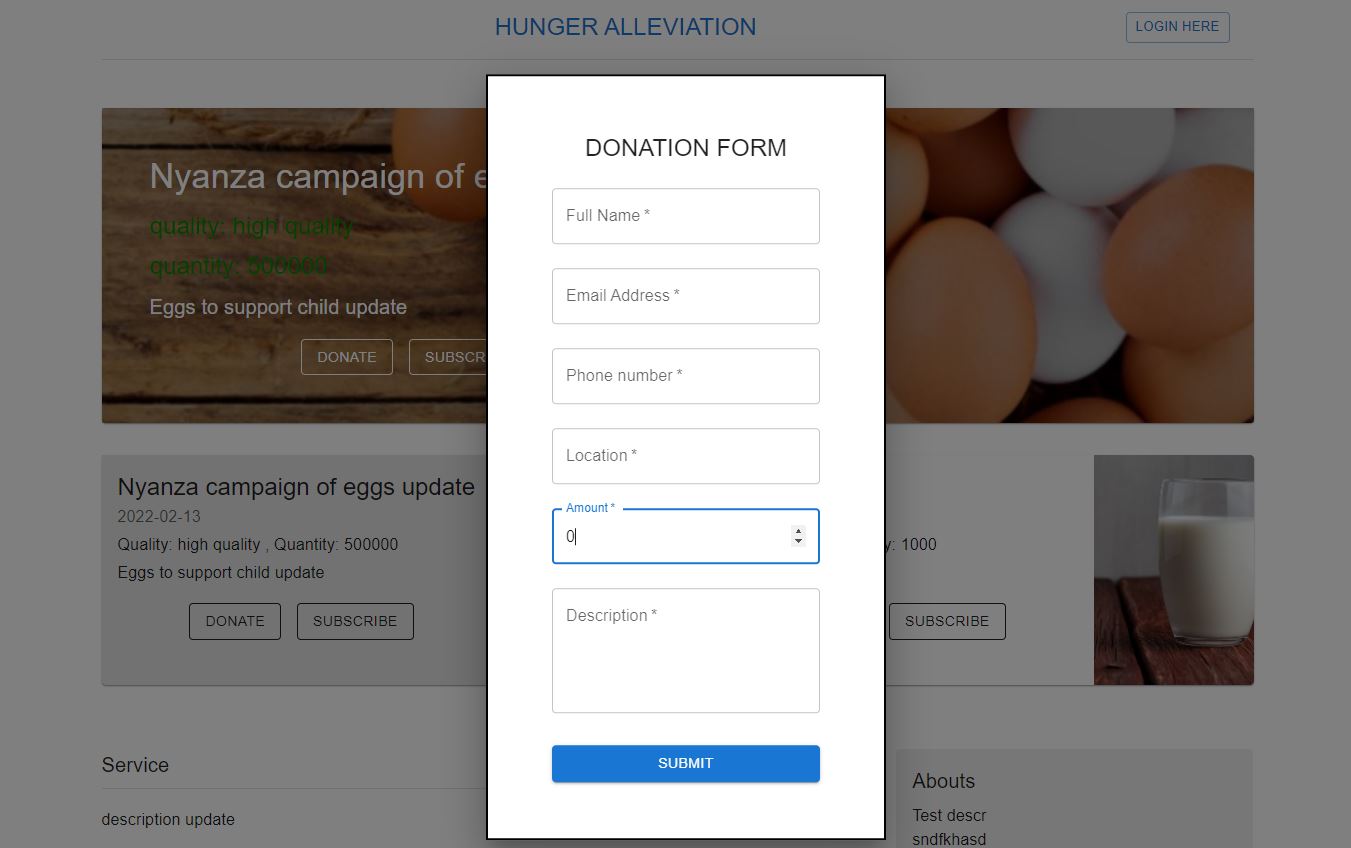 HUNGER ALLEVIATION
LOGIN HERE
Nyanza campaign of e
quality: high quality
quantity: 500000
Eggs to support child update
DONATE
SUBSCR
DONATION FORM
Full Name *
Email Address *
Phone number *
Location *
Amount *
0
Description *
SUBMIT
Nyanza campaign of eggs update
2022-02-13
Quality: high quality , Quantity: 500000
Eggs to support child update
DONATE
SUBSCRIBE
y: 1000
SUBSCRIBE
Service
description update
Abouts
Test descr
sndfkhasd